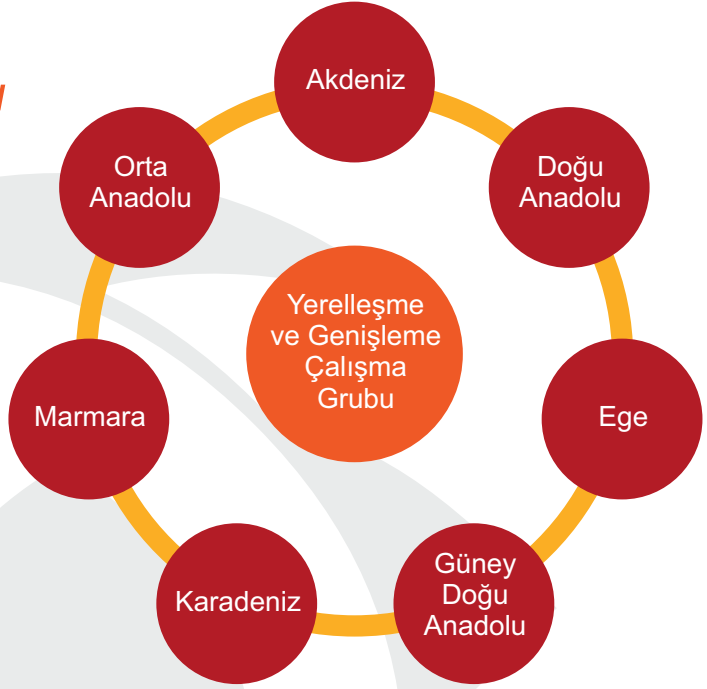 Akdeniz
Orta
Anadolu
Doğu
Anadolu
Yerelleşme
ve Genişleme
Çalışma
Grubu
Marmara
Ege
Karadeniz
Güney
Doğu
Anadolu